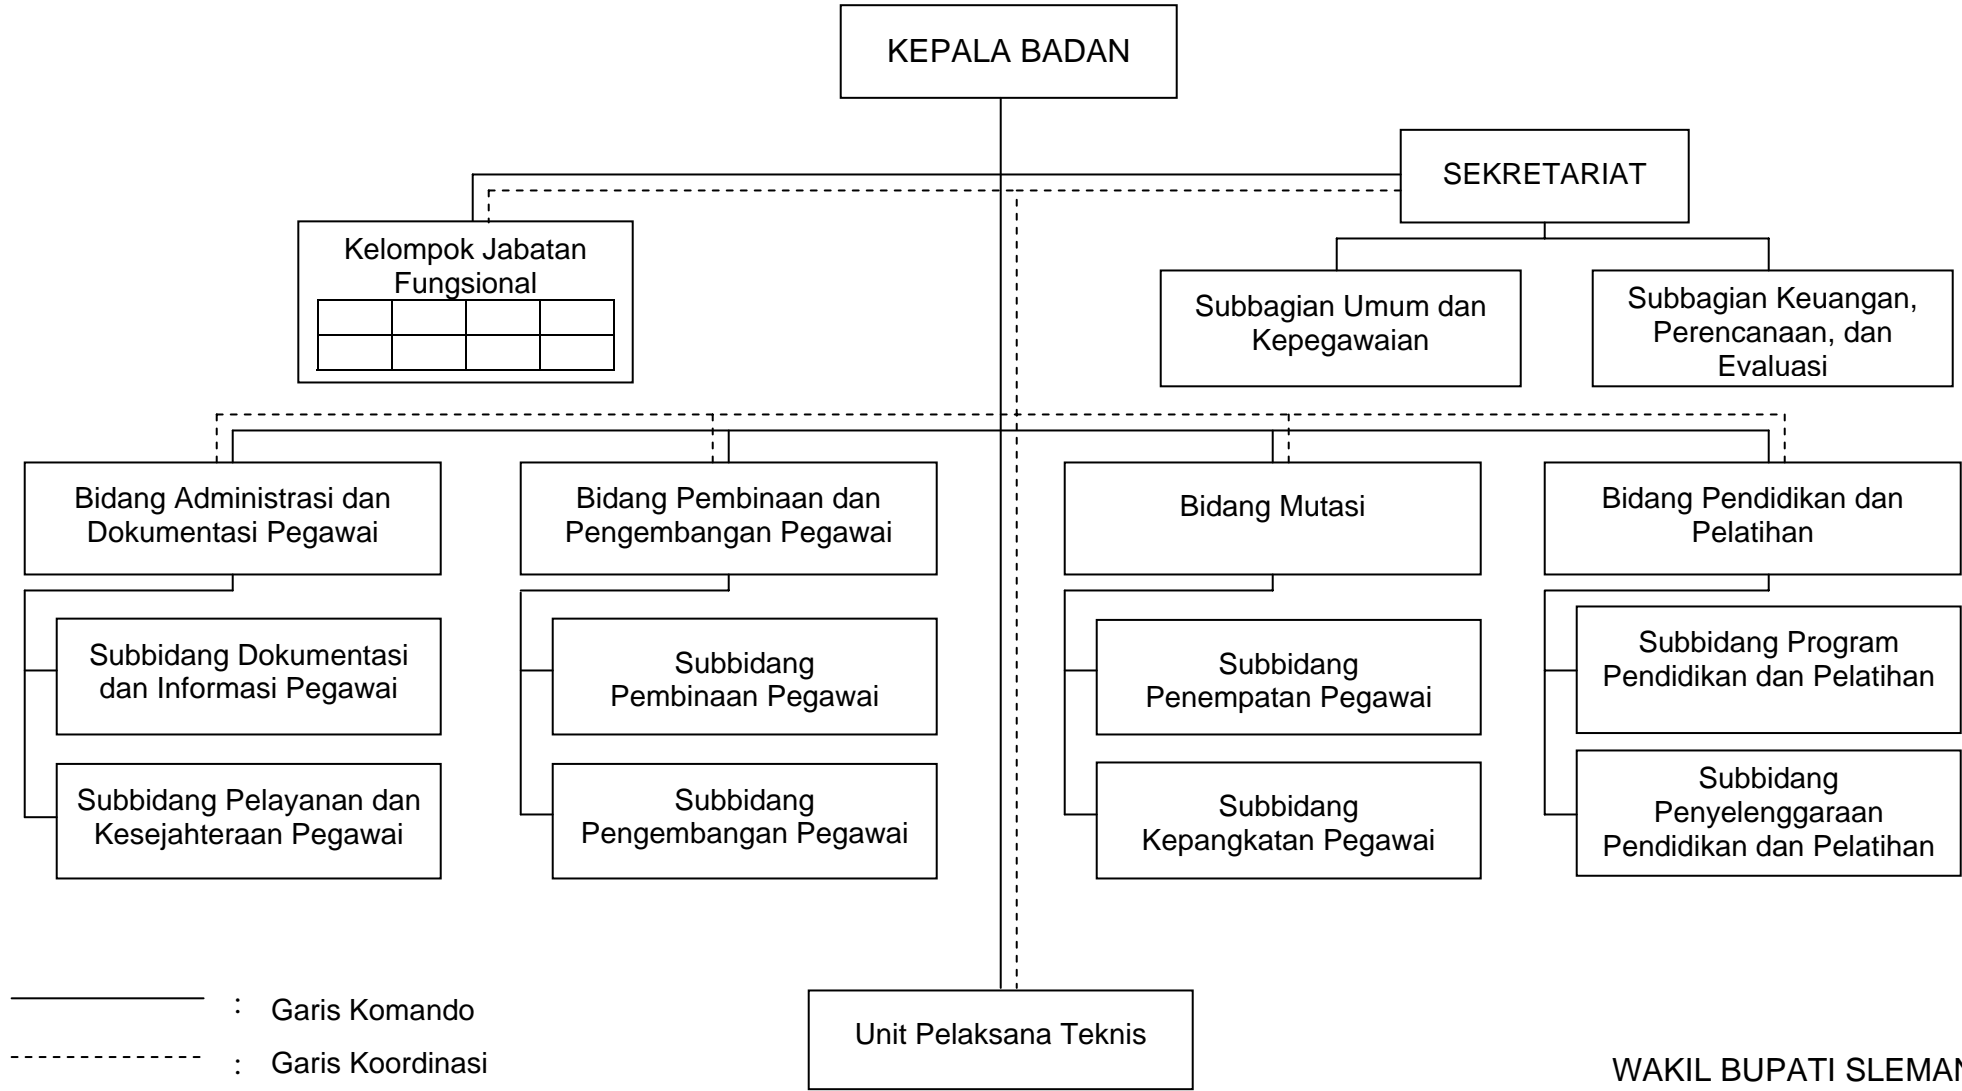 KEPALA BADAN
SEKRETARIAT
Kelompok Jabatan
Fungsional
Subbagian Umum dan
Kepegawaian
Subbagian Keuangan,
Perencanaan, dan
Evaluasi
Bidang Administrasi dan
Dokumentasi Pegawai
Bidang Pembinaan dan
Pengembangan Pegawai
Bidang Mutasi
Bidang Pendidikan dan
Pelatihan
Subbidang Dokumentasi
dan Informasi Pegawai
Subbidang
Pembinaan Pegawai
Subbidang
Penempatan Pegawai
Subbidang Program
Pendidikan dan Pelatihan
Subbidang Pelayanan dan
Kesejahteraan Pegawai
Subbidang
Pengembangan Pegawai
Subbidang
Kepangkatan Pegawai
Subbidang
Penyelenggaraan
Pendidikan dan Pelatihan
: Garis Komando
: Garis Koordinasi
Unit Pelaksana Teknis
WAKIL BUPATI SLEMAN